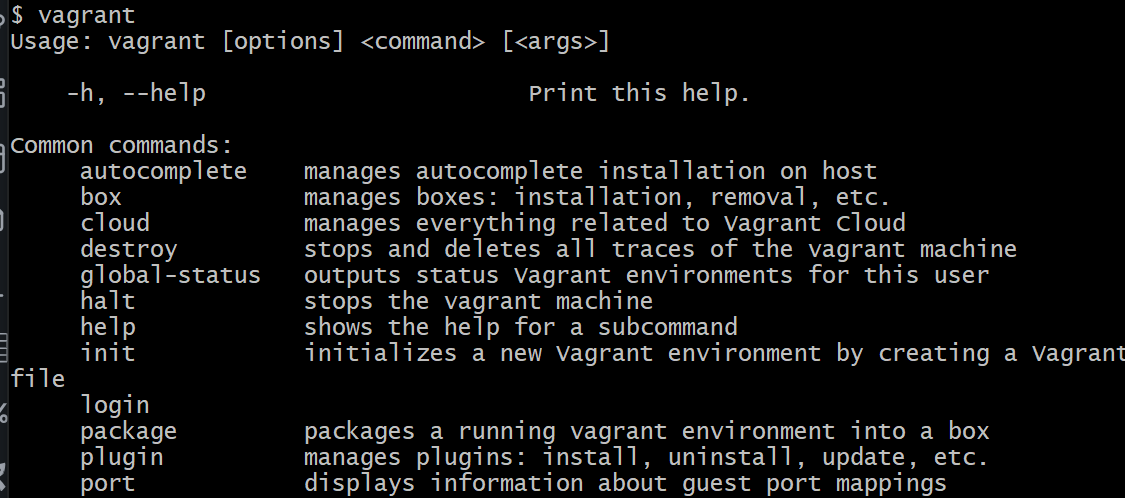 $ vagrant
Usage: vagrant [options] <command> [<args>]
-h, --help                       Print this help.
Common commands:
autocomplete    manages autocomplete installation on host
box             manages boxes: installation, removal, etc.
cloud           manages everything related to Vagrant Cloud
destroy         stops and deletes all traces of the vagrant machine
global-status   outputs status Vagrant environments for this user
halt            stops the vagrant machine
help            shows the help for a subcommand
init            initializes a new Vagrant environment by creating a Vagrant
file
login
package         packages a running vagrant environment into a box
plugin          manages plugins: install, uninstall, update, etc.
port            displays information about guest port mappings